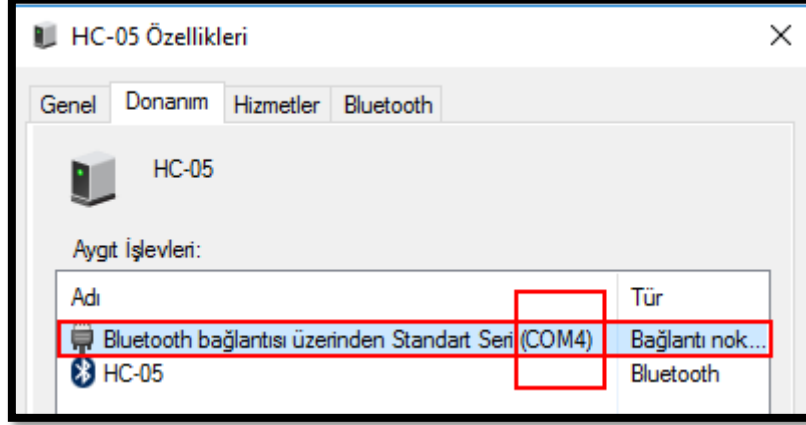 HC-05 Özellikleri
Genel Donanım Hizmetler Bluetooth
HC-05
Aygıt İşlevleri:
Adı Tür
Bluetooth bağlantısı üzerinden Standart Seri (COM4) Bağlantı nok...
HC-05 Bluetooth